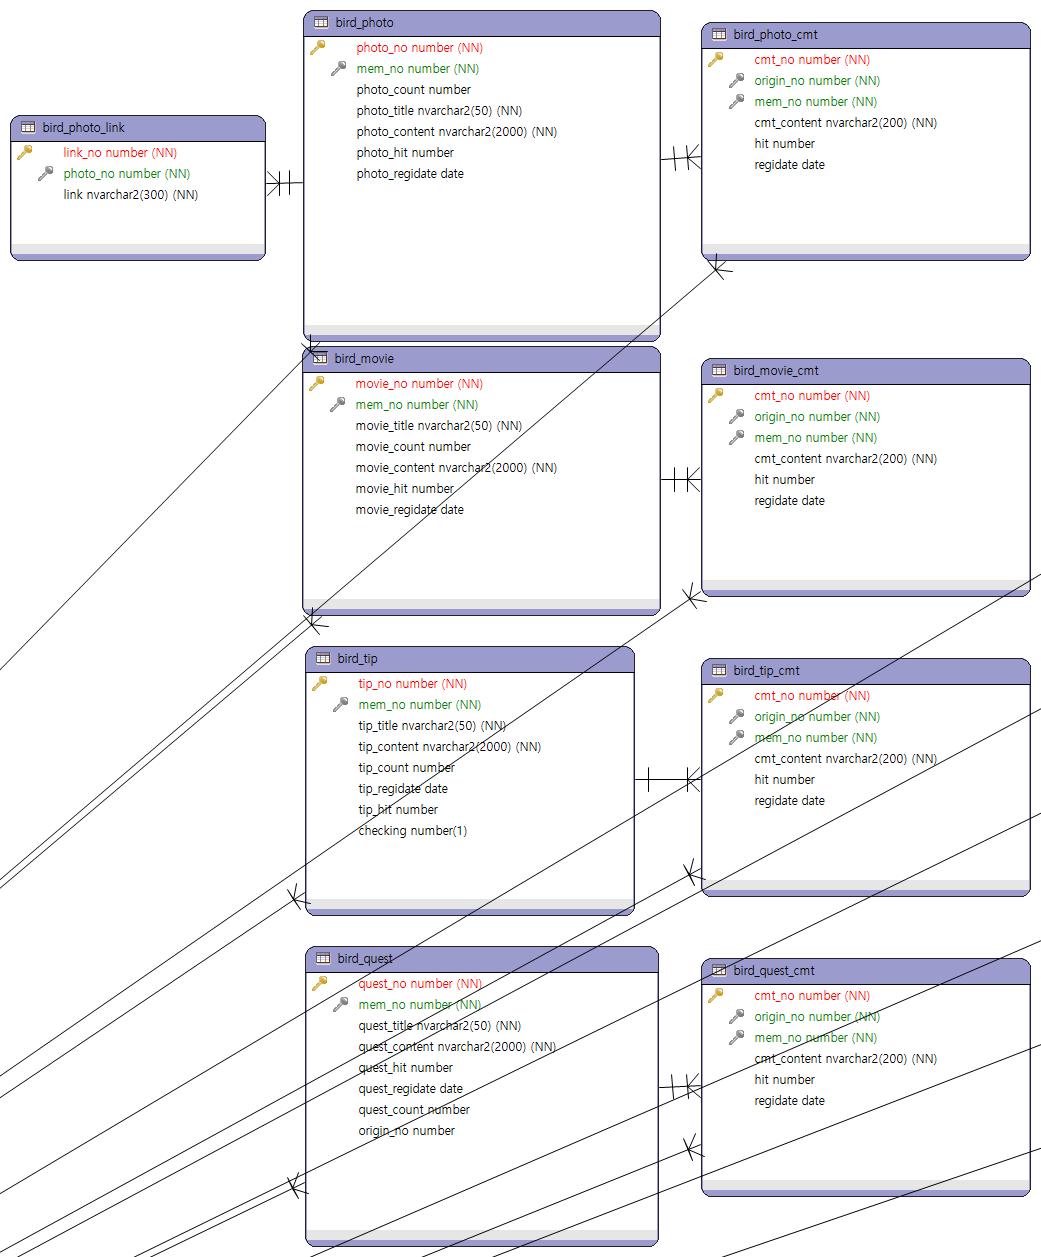 bird_photo
photo_no number (NN)
mem_no number (NN)
photo_count number
photo_title nvarchar2(50) (NN)
photo_content nvarchar2(2000) (NN)
photo_hit number
photo_regidate date
bird_photo_cmt
cmt_no number (NN)
origin_no number (NN)
mem_no number (NN)
cmt_content nvarchar2(200) (NN)
hit number
regidate date
bird_photo_link
link_no number (NN)
photo_no number (NN)
link nvarchar2(300) (NN)
bird_movie
movie_no number (NN)
mem_no number (NN)
movie_title nvarchar2(50) (NN)
movie_count number
movie_content nvarchar2(2000) (NN)
movie_hit number
movie_regidate date
bird_movie_cmt
cmt_no number (NN)
origin_no number (NN)
mem_no number (NN)
cmt_content nvarchar2(200) (NN)
hit number
regidate date
bird_tip
tip_no number (NN)
mem_no number (NN)
tip_title nvarchar2(50) (NN)
tip_content nvarchar2(2000) (NN)
tip_count number
tip_regidate date
tip_hit number
checking number(1)
bird_tip_cmt
cmt_no number (NN)
origin_no number (NN)
mem_no number (NN)
cmt_content nvarchar2(200) (NN)
hit number
regidate date
bird_quest
quest_no number (NN)
mem_no number (NN)
quest_title nvarchar2(50) (NN)
quest_content nvarchar2(2000) (NN)
quest_hit number
quest_regidate date
quest_count number
origin_no number
bird_quest_cmt
cmt_no number (NN)
origin_no number (NN)
mem_no number (NN)
cmt_content nvarchar2(200) (NN)
hit number
regidate date